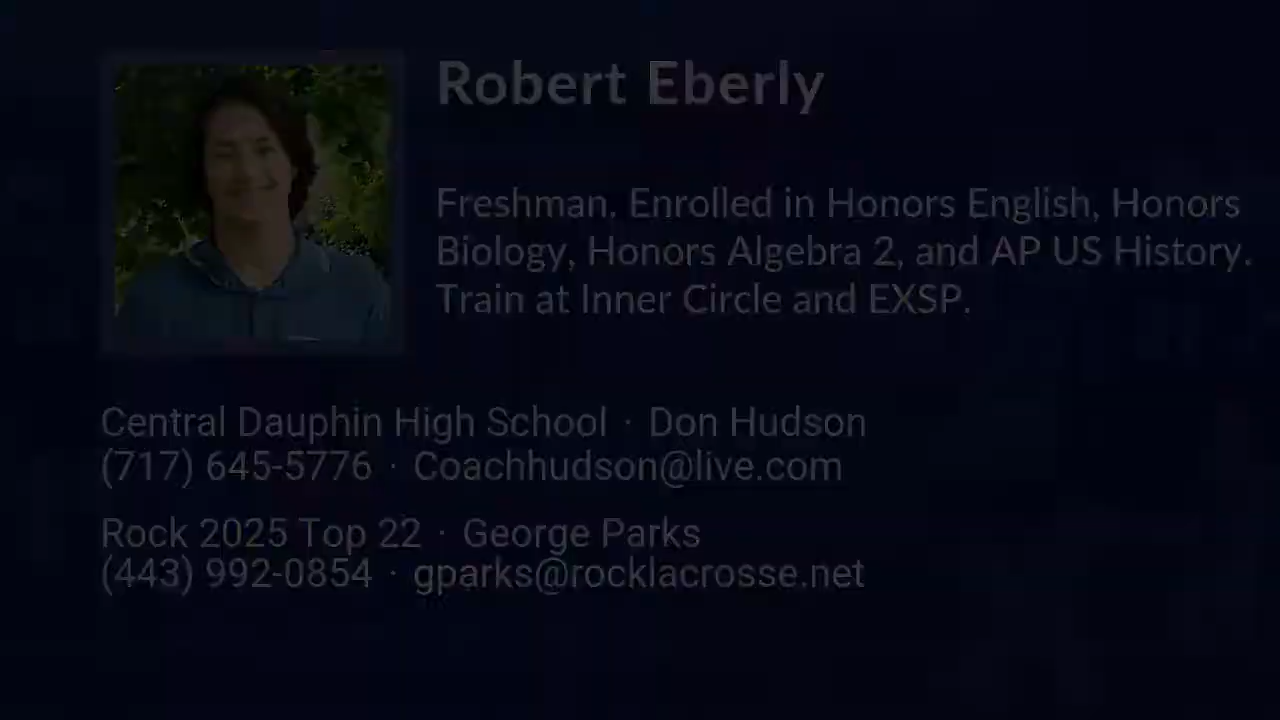 Robert Eberly
Freshman. Enrolled in Honors English, Honors
Biology, Honors Algebra 2, and AP US History.
Train at Inner Circle and EXSP.
Central Dauphin High School · Don Hudson
(717) 645-5776 · Coachhudson@live.com
Rock 2025 Top 22 · George Parks
(443) 992-0854 · gparks@rocklacrosse.net